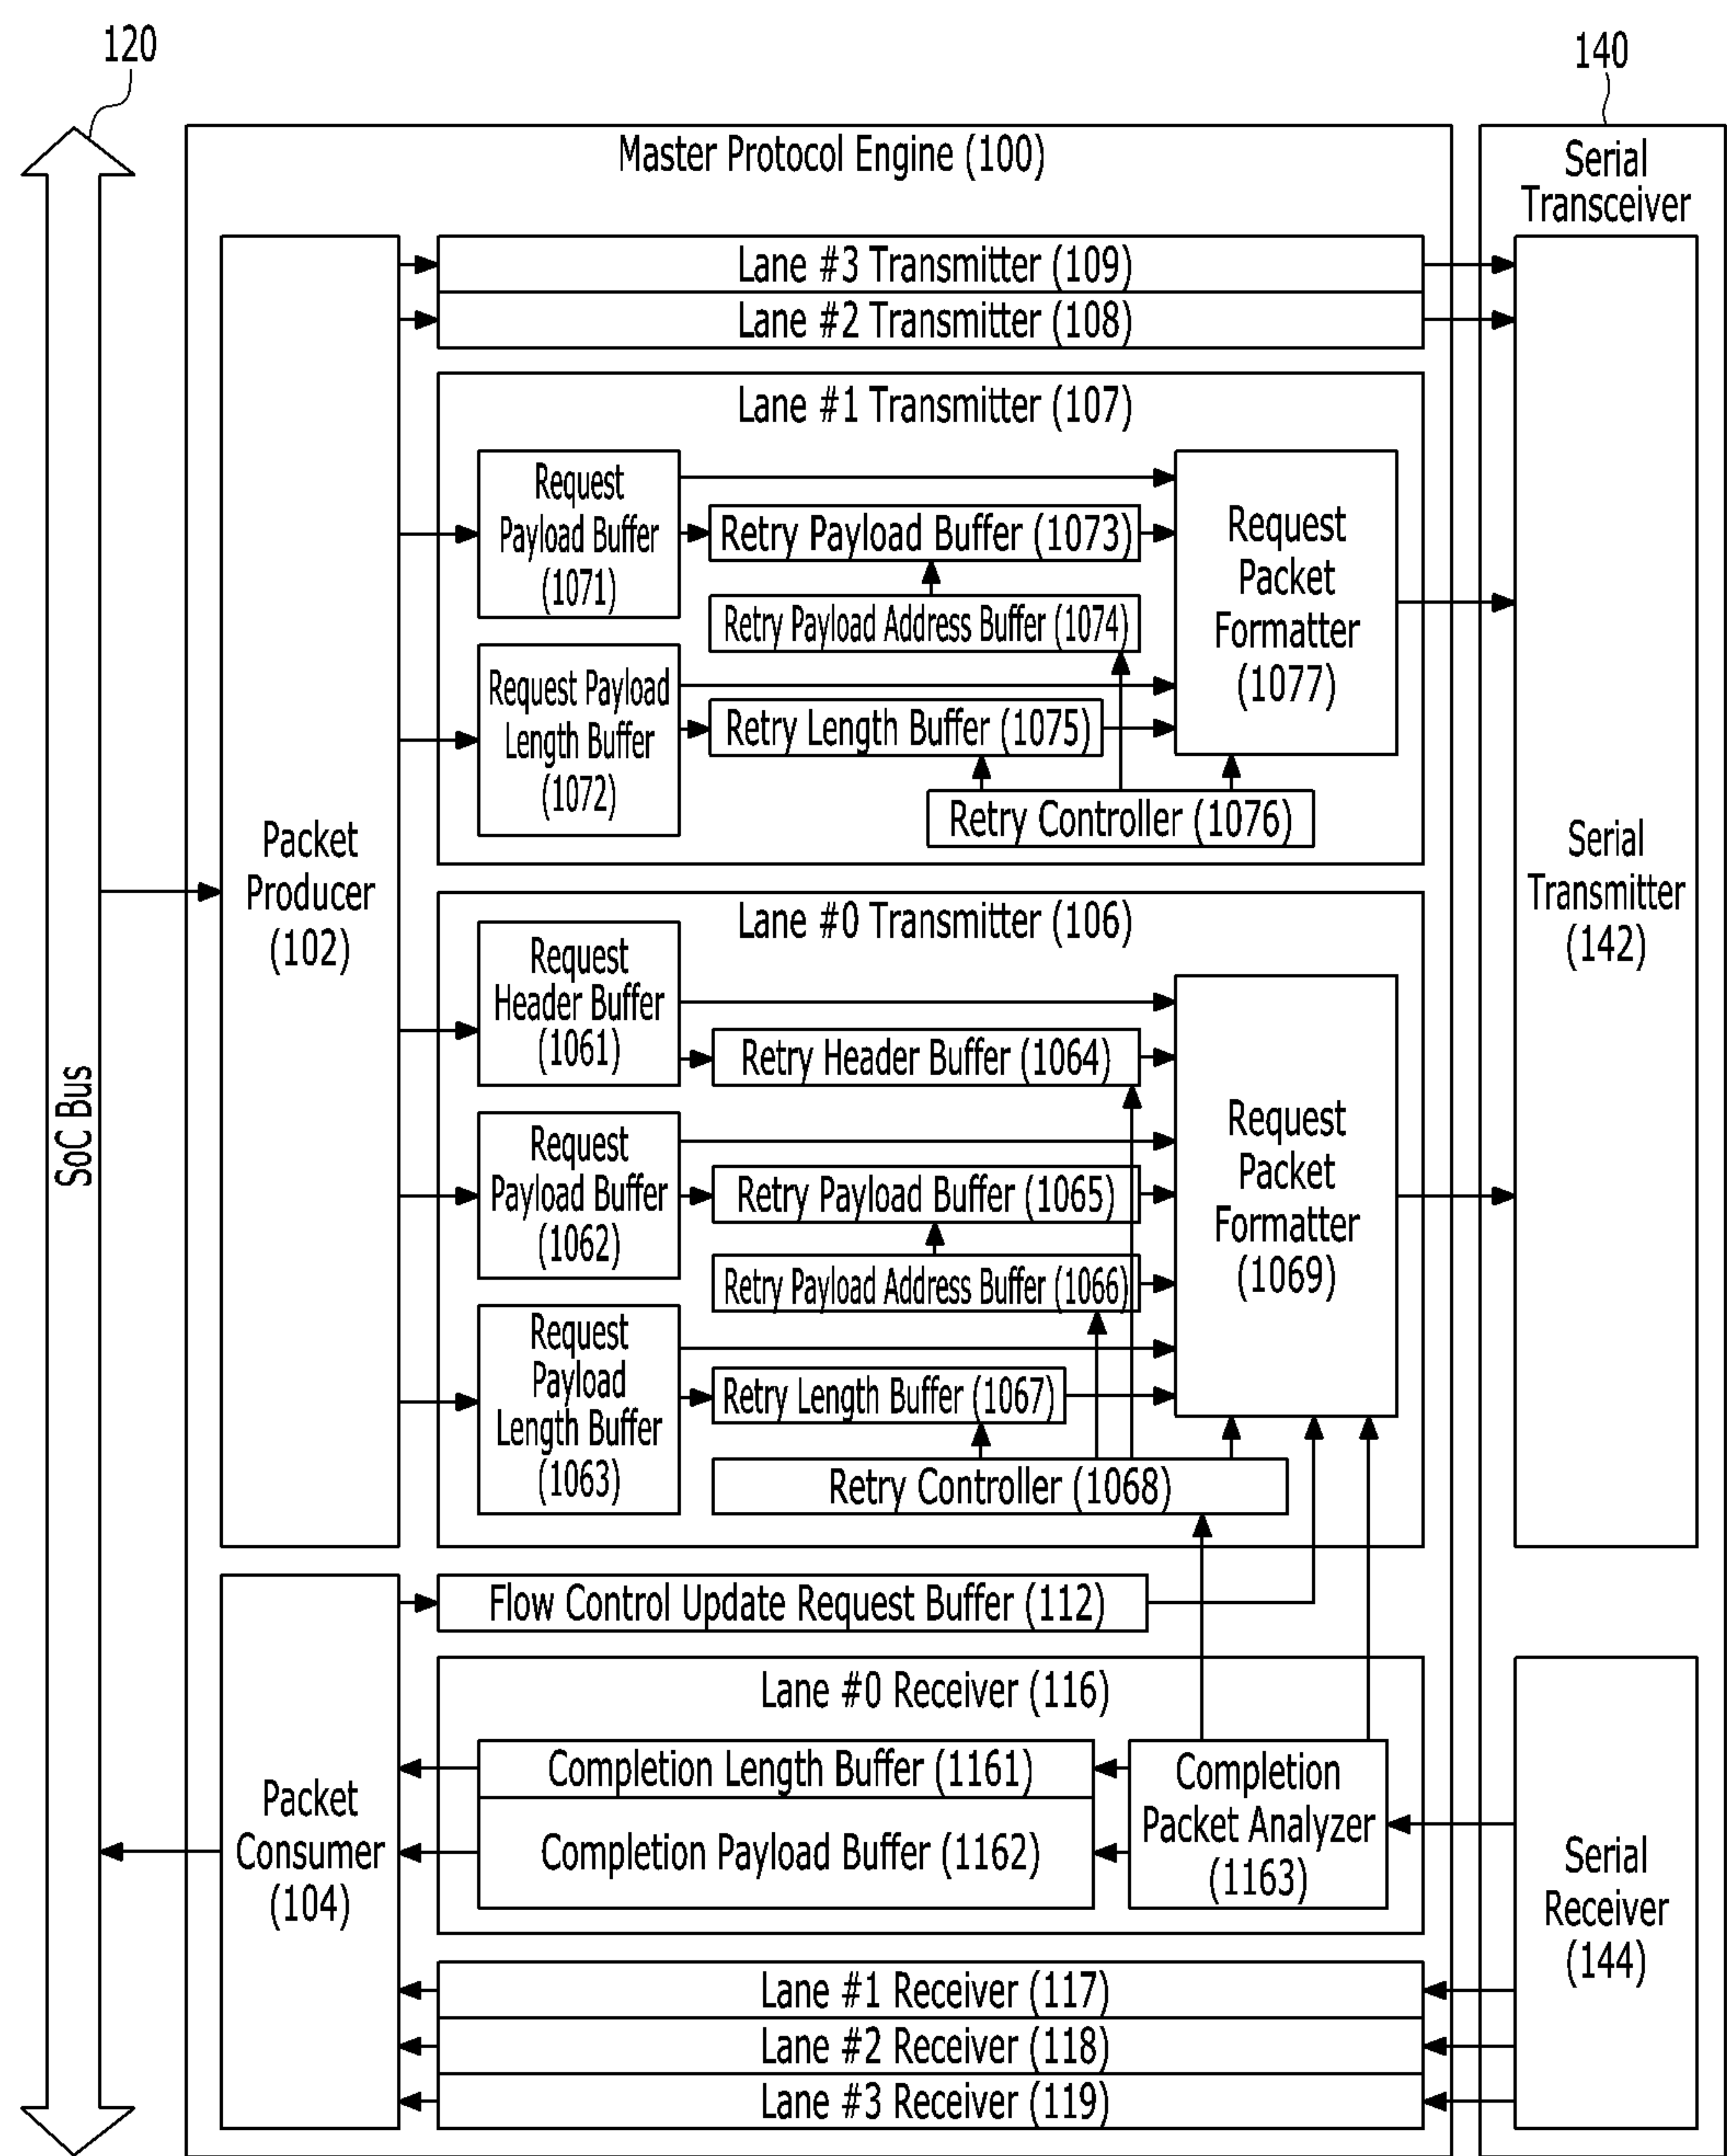 120
140
Master Protocol Engine (100)
Serial
Transceiver
Lane #3 Transmitter (109)
Lane #2 Transmitter (108)
Lane #1 Transmitter (107)
Request
Payload Buffer
(1071)
Retry Payload Buffer (1073)
Retry Payload Address Buffer (1074)
Request Payload
Length Buffer
(1072)
Retry Length Buffer (1075)
Retry Controller (1076)
Request
Packet
Formatter
(1077)
Packet
Producer
(102)
Serial
Transmitter
(142)
Lane #0 Transmitter (106)
Request
Header Buffer
(1061)
Retry Header Buffer (1064)
Request
Payload Buffer
(1062)
Retry Payload Buffer (1065)
Retry Payload Address Buffer (1066)
Request
Payload
Length Buffer
(1063)
Retry Length Buffer (1067)
Retry Controller (1068)
Request
Packet
Formatter
(1069)
SoC Bus
Flow Control Update Request Buffer (112)
Lane #0 Receiver (116)
Completion Length Buffer (1161)
Completion Payload Buffer (1162)
Completion
Packet Analyzer
(1163)
Packet
Consumer
(104)
Serial
Receiver
(144)
Lane #1 Receiver (117)
Lane #2 Receiver (118)
Lane #3 Receiver (119)